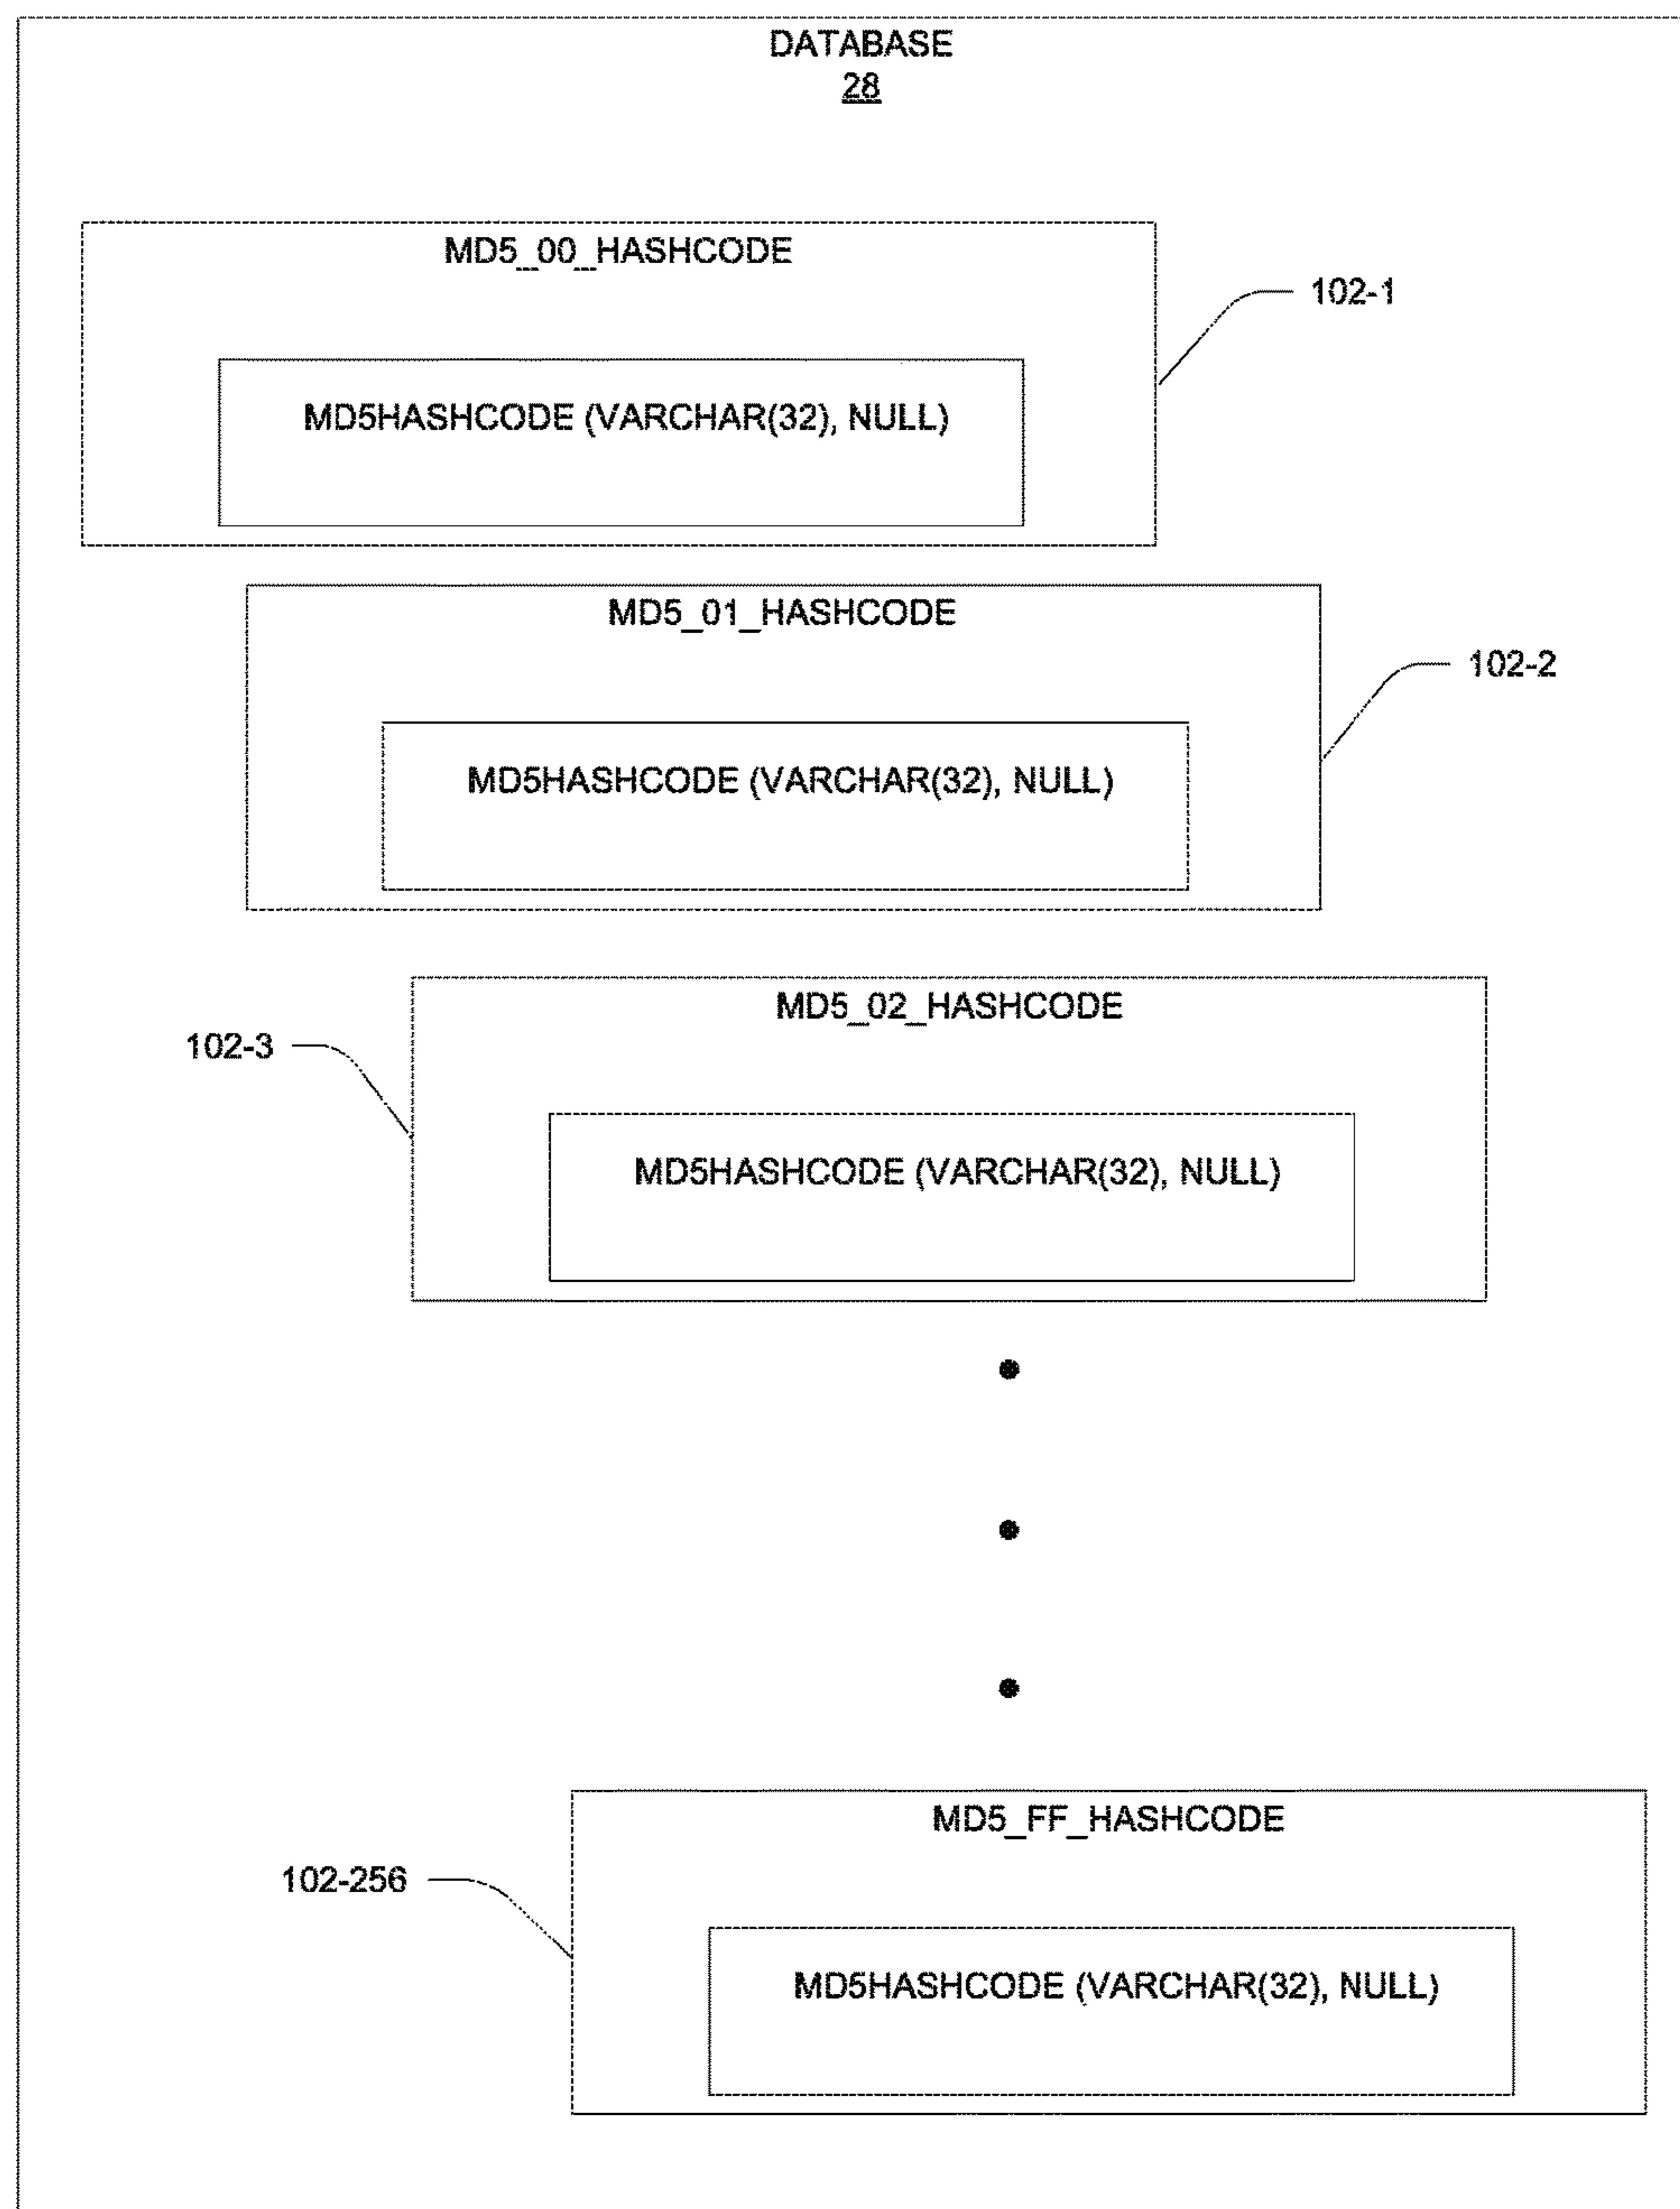 DATABASE
28
MD5_00_HASHCODE
102-1
MD5HASHCODE (VARCHAR(32), NULL)
MD5_01_HASHCODE
102-2
MD5HASHCODE (VARCHAR(32), NULL)
MD5_02_HASHCODE
102-3
MD5HASHCODE (VARCHAR(32), NULL)
MD5_FF_HASHCODE
102-256
MD5HASHCODE (VARCHAR(32), NULL)